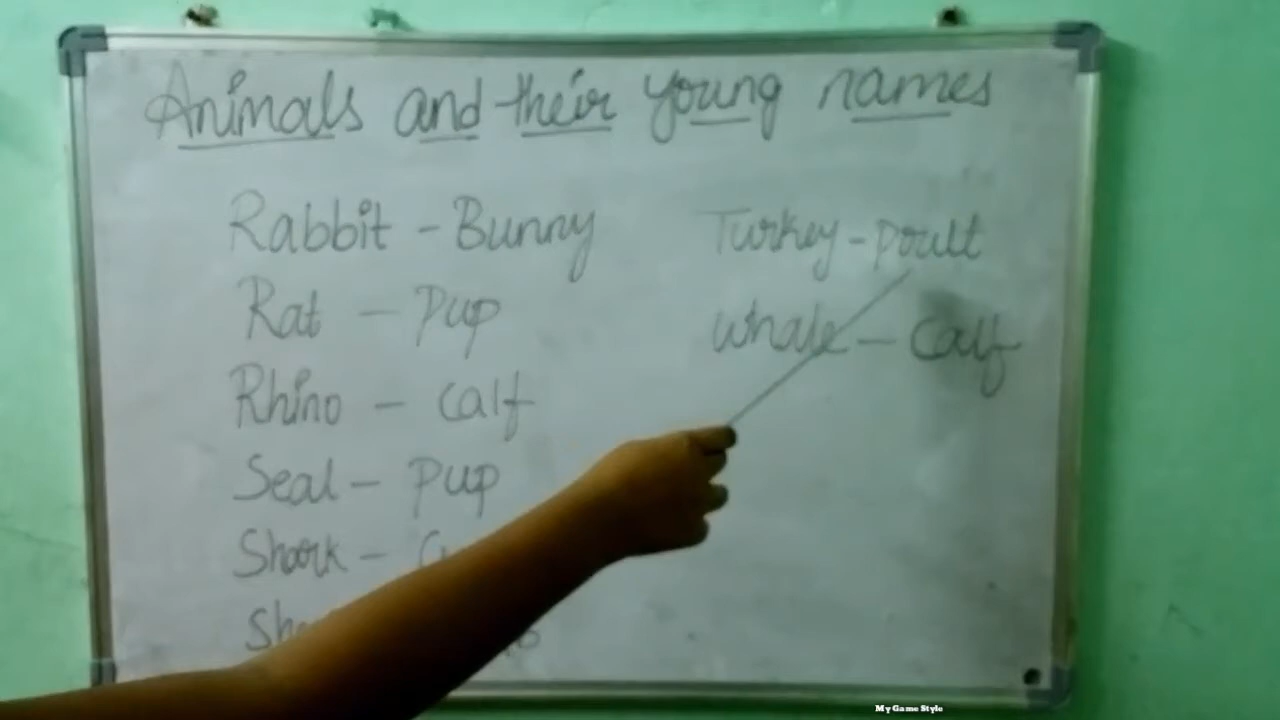 Animals and their young names
Rabbit - Bunny
Rat - Pup
Rhino - calf
Seal - pup
Shark -
Turkey - poult
whale - calf
My Game Style